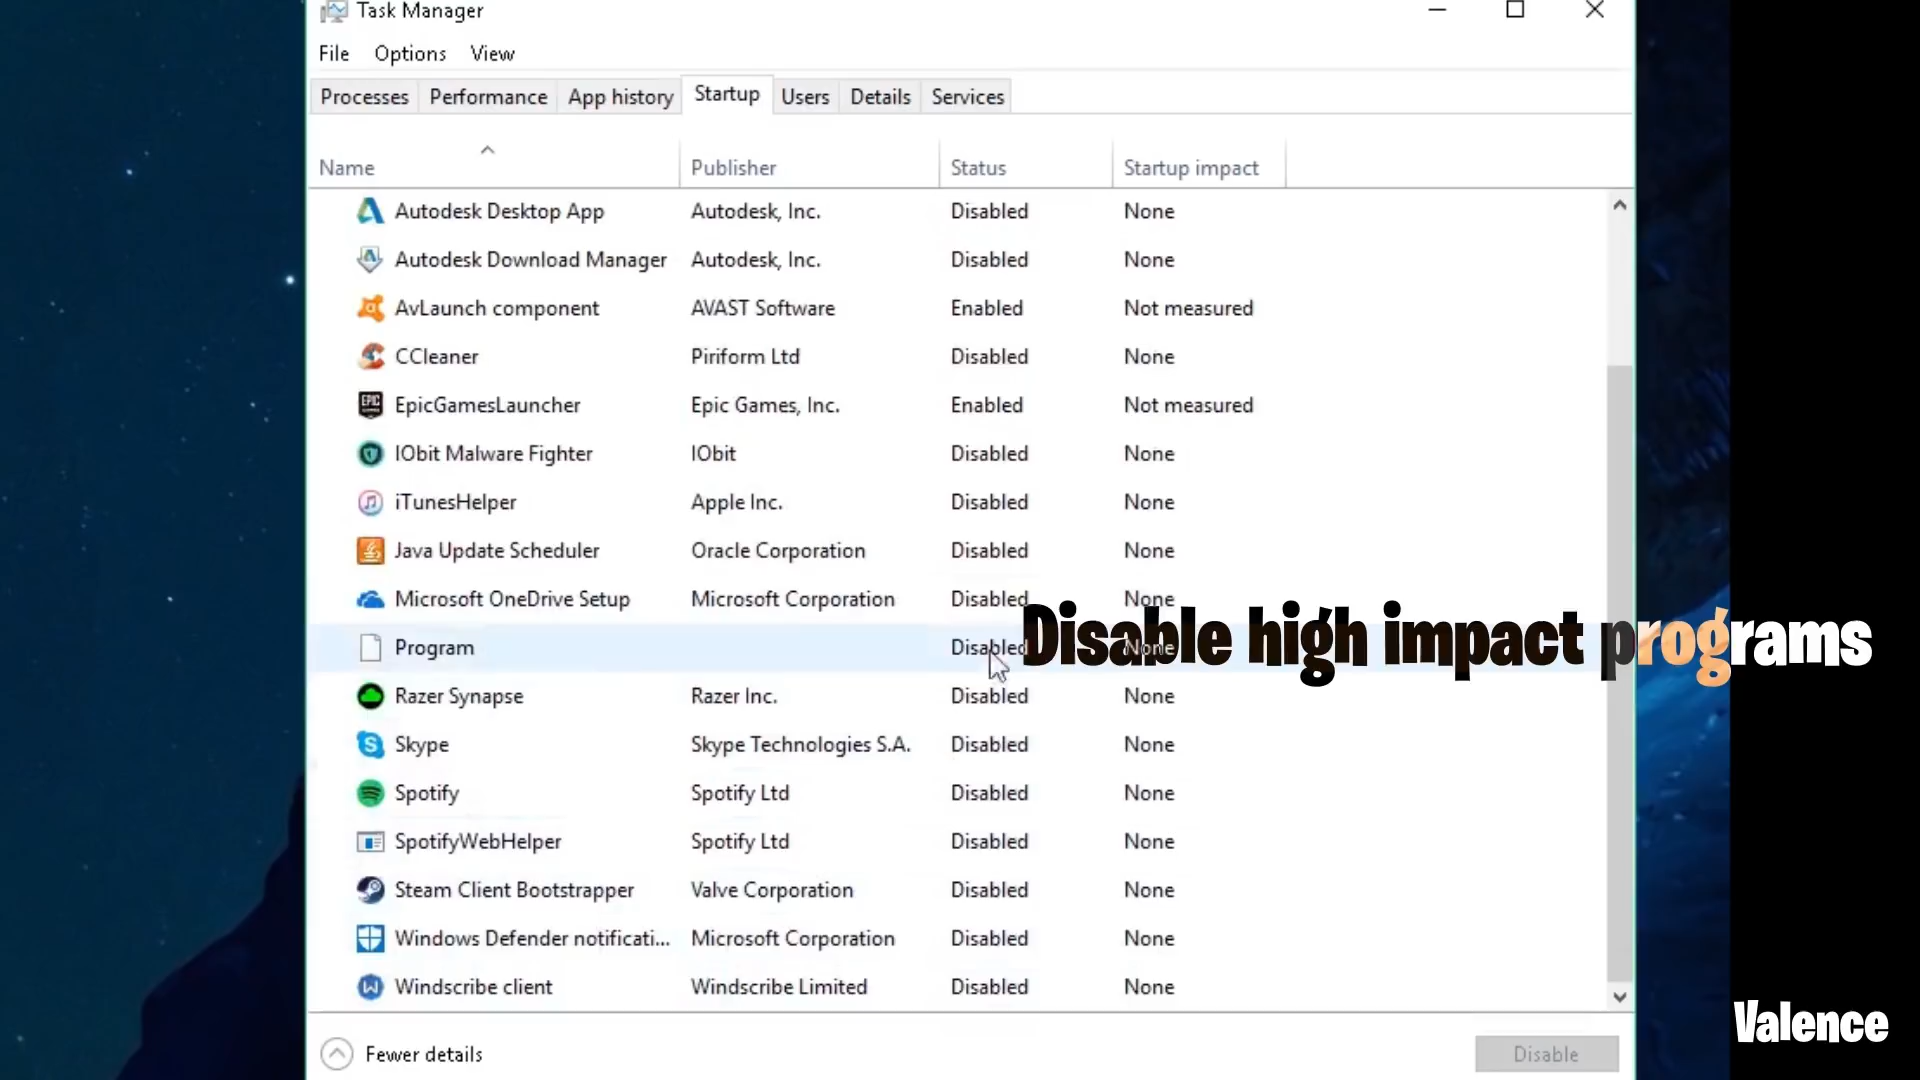 Task Manager
File Options View
Processes Performance App history Startup Users Details Services
Name Publisher Status Startup impact
Autodesk Desktop App Autodesk, Inc. Disabled None
Autodesk Download Manager Autodesk, Inc. Disabled None
AvLaunch component AVAST Software Enabled Not measured
CCleaner Piriform Ltd Disabled None
EPIC GAMES EpicGamesLauncher Epic Games, Inc. Enabled Not measured
IObit Malware Fighter IObit Disabled None
iTunesHelper Apple Inc. Disabled None
Java Update Scheduler Oracle Corporation Disabled None
Microsoft OneDrive Setup Microsoft Corporation Disabled None
Program Disabled None
Disable high impact programs
Razer Synapse Razer Inc. Disabled None
Skype Skype Technologies S.A. Disabled None
Spotify Spotify Ltd Disabled None
SpotifyWebHelper Spotify Ltd Disabled None
Steam Client Bootstrapper Valve Corporation Disabled None
Windows Defender notificati... Microsoft Corporation Disabled None
Windscribe client Windscribe Limited Disabled None
Valence
Fewer details Disable